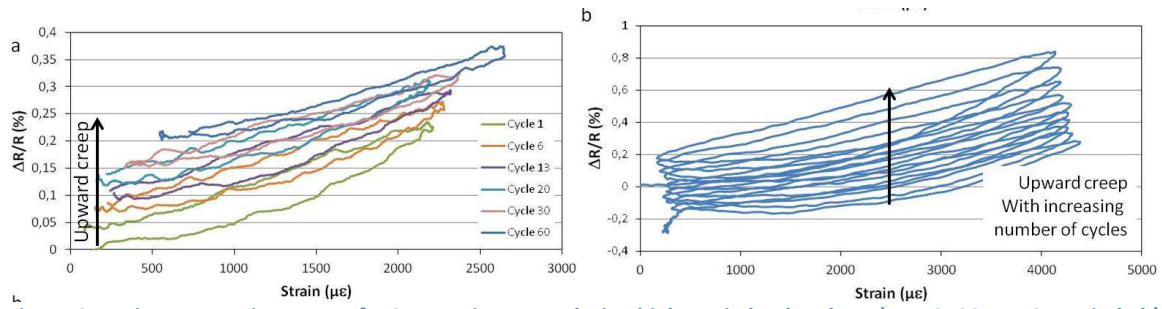 a
ΔR/R (%)
0,4
0,35
0,3
0,25
0,2
0,15
0,1
0,05
0
Upward creep
Cycle 1
Cycle 6
Cycle 13
Cycle 20
Cycle 30
Cycle 60
0 500 1000 1500 2000 2500 3000
Strain (με)
b
ΔR/R (%)
1
0,8
0,6
0,4
0,2
0
-0,2
-0,4
Upward creep
With increasing
number of cycles
0 1000 2000 3000 4000 5000
Strain (με)